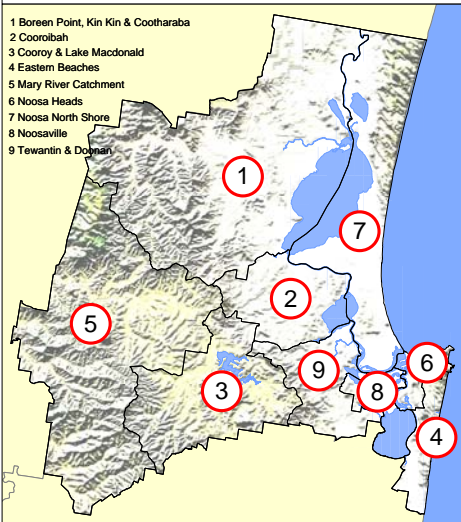 1 Boreen Point, Kin Kin & Cootharaba
2 Cooroibah
3 Cooroy & Lake Macdonald
4 Eastern Beaches
5 Mary River Catchment
6 Noosa Heads
7 Noosa North Shore
8 Noosaville
9 Tewantin & Doonan
1
7
2
5
6
9
3
8
4